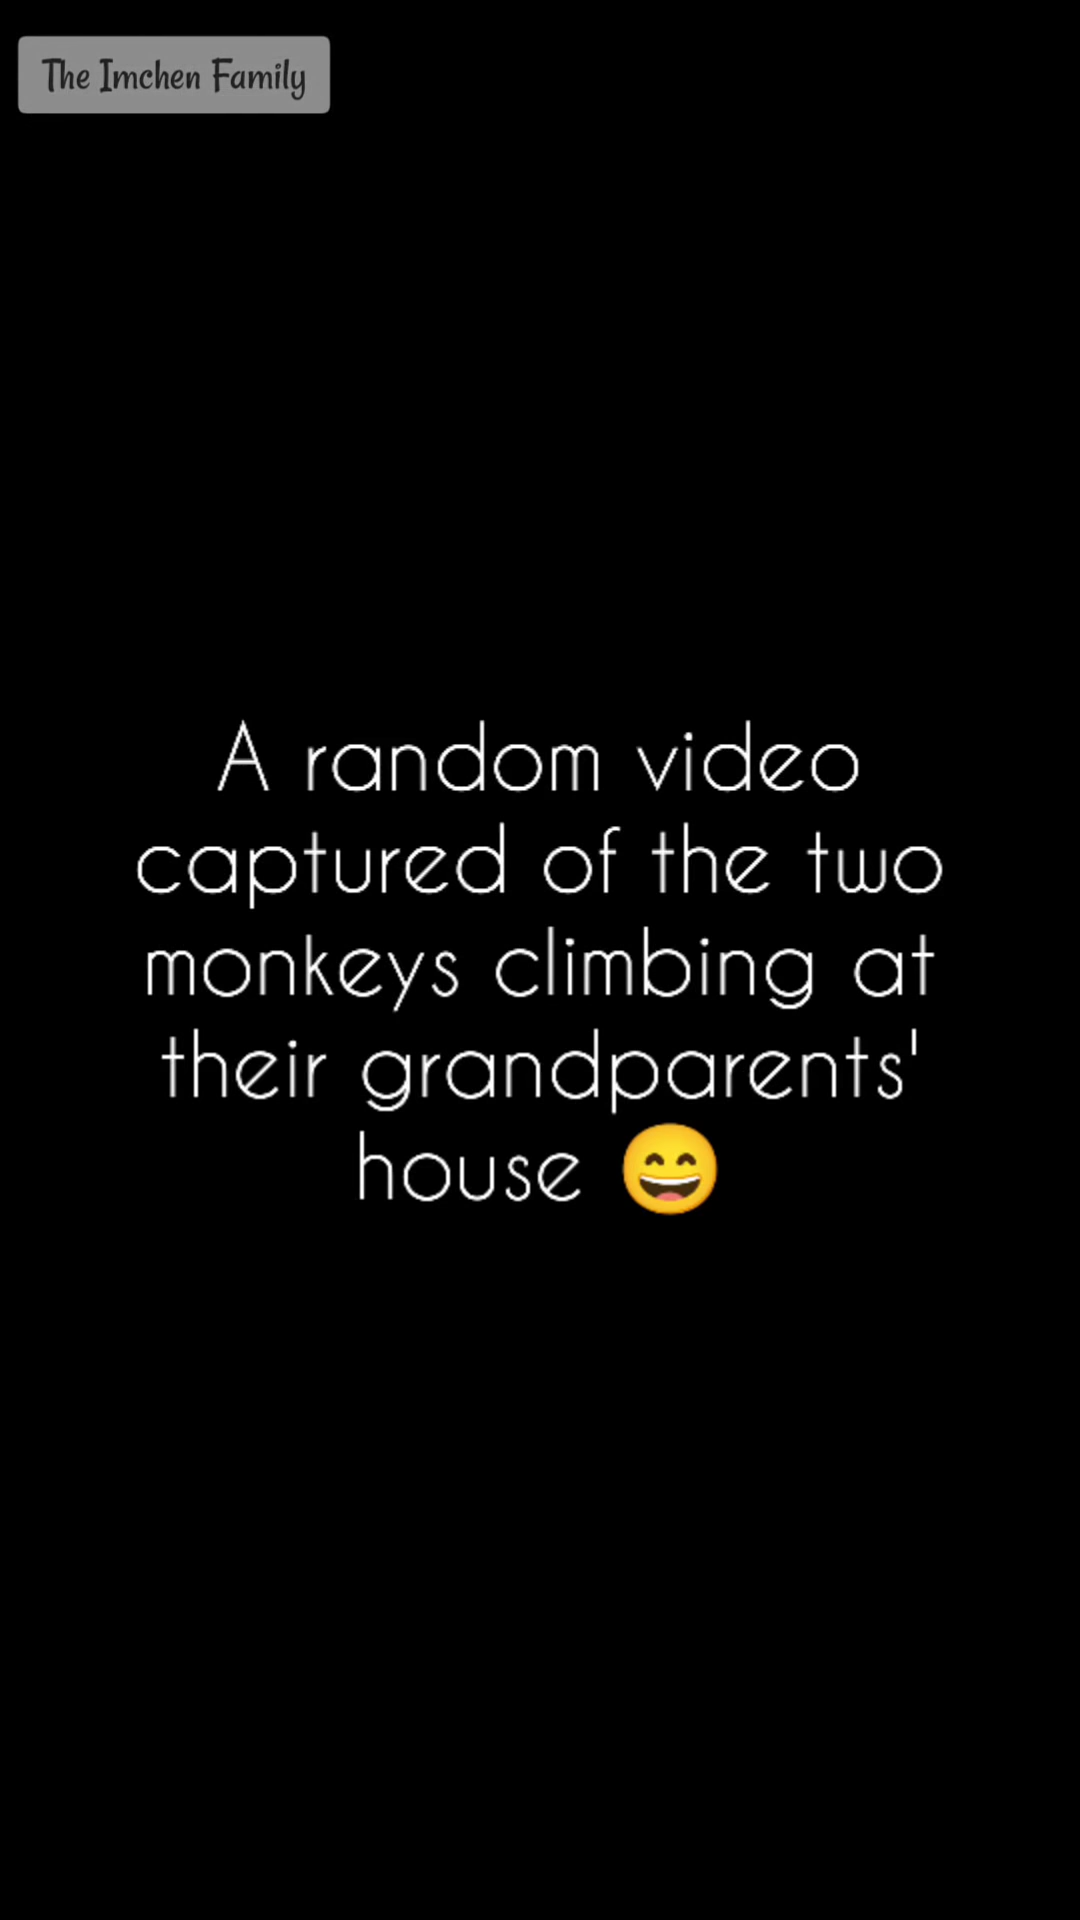 The Imchen Family
A random video
captured of the two
monkeys climbing at
their grandparents'
house 😄